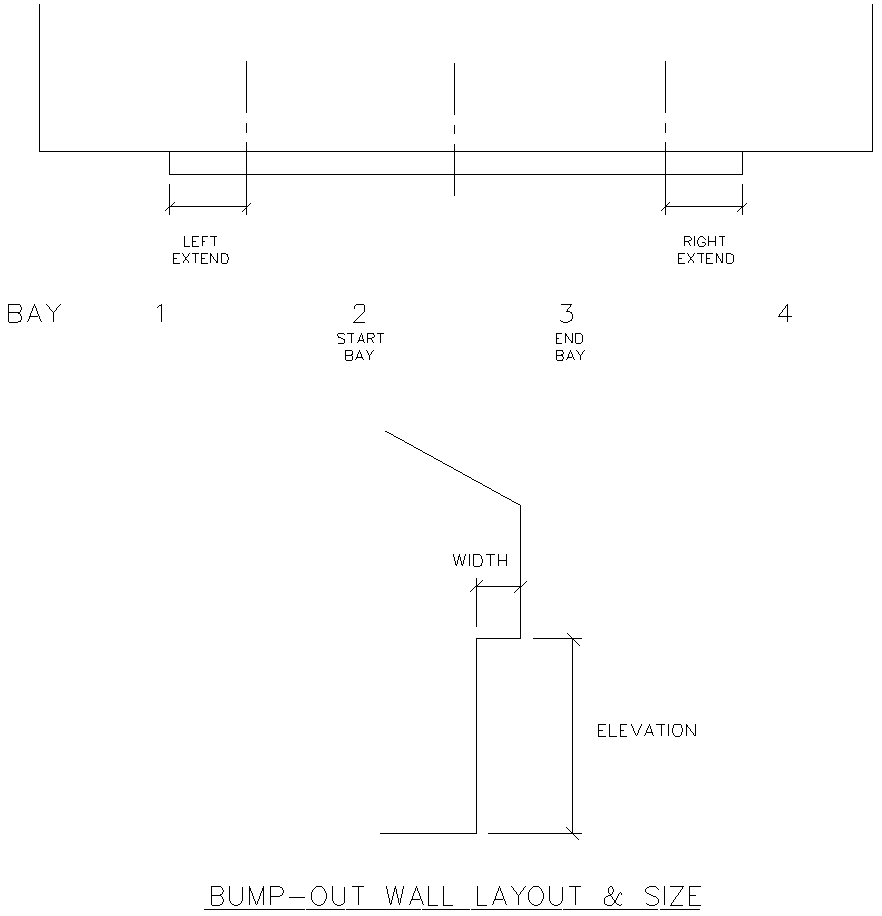 LEFT
EXTEND
RIGHT
EXTEND
BAY 1 2 3 4
START
BAY
END
BAY
WIDTH
ELEVATION
BUMP-OUT WALL LAYOUT & SIZE